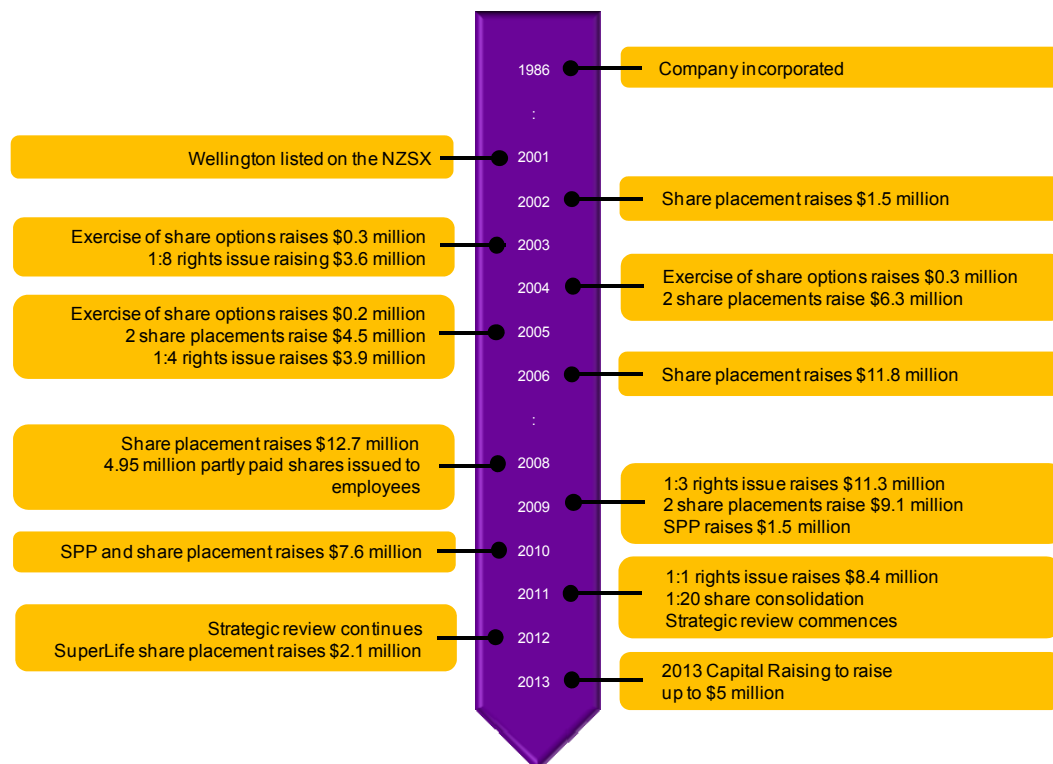 1986
Company incorporated
:
Wellington listed on the NZSX
2001
2002
Share placement raises $1.5 million
Exercise of share options raises $0.3 million
1:8 rights issue raising $3.6 million
2003
2004
Exercise of share options raises $0.3 million
2 share placements raise $6.3 million
Exercise of share options raises $0.2 million
2 share placements raise $4.5 million
1:4 rights issue raises $3.9 million
2005
2006
Share placement raises $11.8 million
:
Share placement raises $12.7 million
4.95 million partly paid shares issued to
employees
2008
2009
1:3 rights issue raises $11.3 million
2 share placements raise $9.1 million
SPP raises $1.5 million
SPP and share placement raises $7.6 million
2010
2011
1:1 rights issue raises $8.4 million
1:20 share consolidation
Strategic review commences
Strategic review continues
SuperLife share placement raises $2.1 million
2012
2013
2013 Capital Raising to raise
up to $5 million